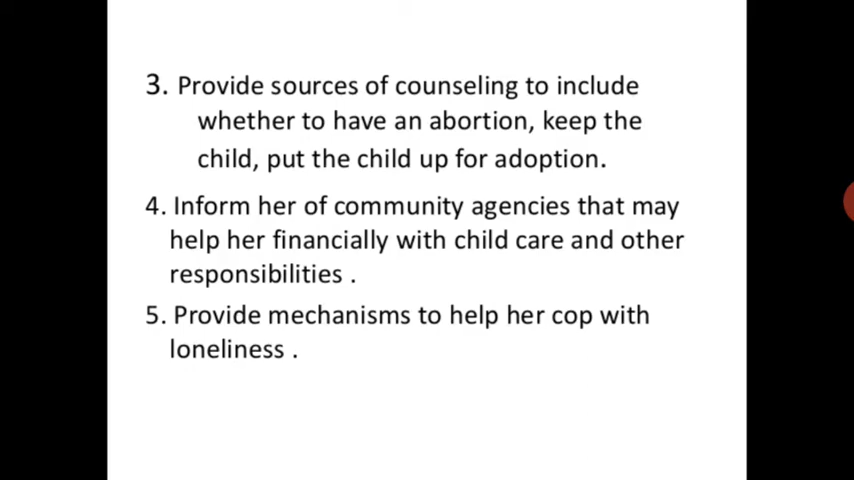 3. Provide sources of counseling to include
whether to have an abortion, keep the
child, put the child up for adoption.
4. Inform her of community agencies that may
help her financially with child care and other
responsibilities .
5. Provide mechanisms to help her cop with
loneliness .